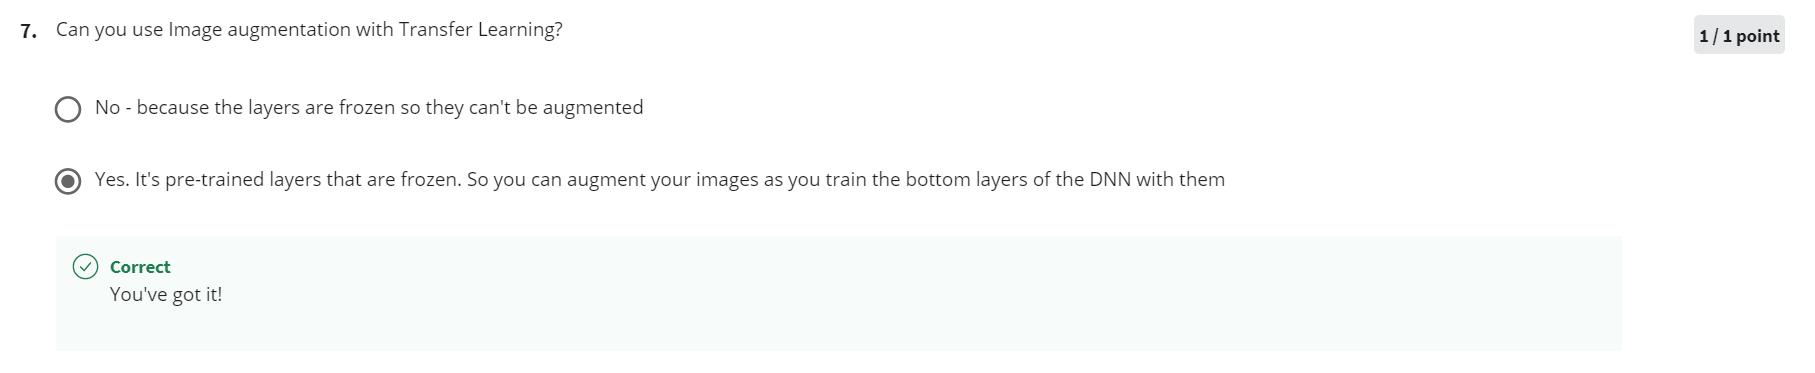 7. Can you use Image augmentation with Transfer Learning?
1 / 1 point
No - because the layers are frozen so they can't be augmented
Yes. It's pre-trained layers that are frozen. So you can augment your images as you train the bottom layers of the DNN with them
Correct
You've got it!